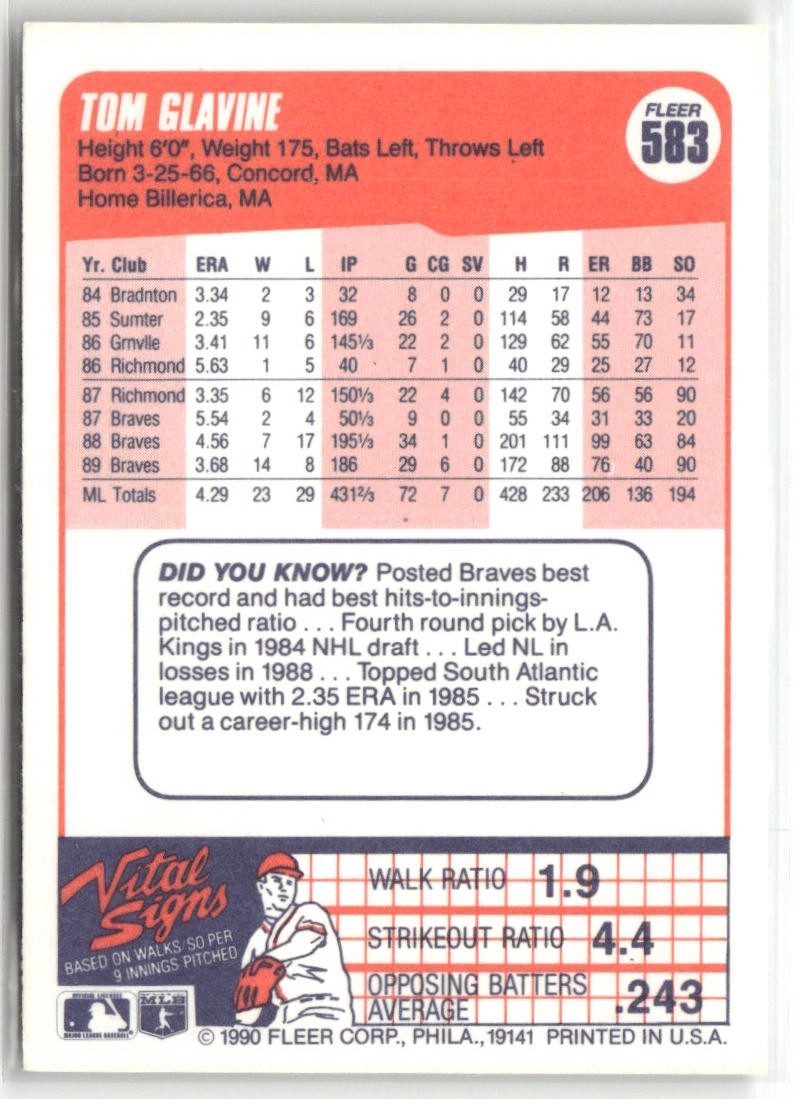 TOM GLAVINE
FLEER
583
Height 6'0", Weight 175, Bats Left, Throws Left
Born 3-25-66, Concord, MA
Home Billerica, MA
Yr. Club ERA W L IP G CG SV H R ER BB SO
84 Bradnton 3.34 2 3 32 8 0 0 29 17 12 13 34
85 Sumter 2.35 9 6 169 26 2 0 114 58 44 73 17
86 Grnvlle 3.41 11 6 145⅓ 22 2 0 129 62 55 70 11
86 Richmond 5.63 1 5 40 7 1 0 40 29 25 27 12
87 Richmond 3.35 6 12 150⅓ 22 4 0 142 70 56 56 90
87 Braves 5.54 2 4 50⅓ 9 0 0 55 34 31 33 20
88 Braves 4.56 7 17 195⅓ 34 1 0 201 111 99 63 84
89 Braves 3.68 14 8 186 29 6 0 172 88 76 40 90
ML Totals 4.29 23 29 431⅔ 72 7 0 428 233 206 136 194
DID YOU KNOW? Posted Braves best
record and had best hits-to-innings-
pitched ratio . . . Fourth round pick by L.A.
Kings in 1984 NHL draft . . . Led NL in
losses in 1988 . . . Topped South Atlantic
league with 2.35 ERA in 1985 . . . Struck
out a career-high 174 in 1985.
Vital
Signs
BASED ON WALKS/SO PER
9 INNINGS PITCHED
WALK RATIO 1.9
STRIKEOUT RATIO 4.4
OPPOSING BATTERS
AVERAGE .243
OFFICIAL LICENSEE
MAJOR LEAGUE BASEBALL
MLB
© 1990 FLEER CORP., PHILA., 19141 PRINTED IN U.S.A.